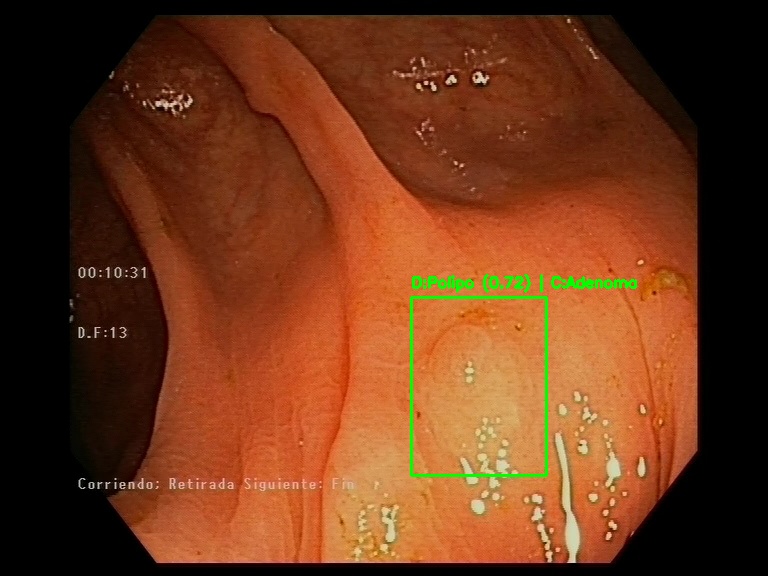 00:10:31
D:Polipo (0.72) | C:Adenoma
D.F:13
Corriendo; Retirada Siguiente: Fin